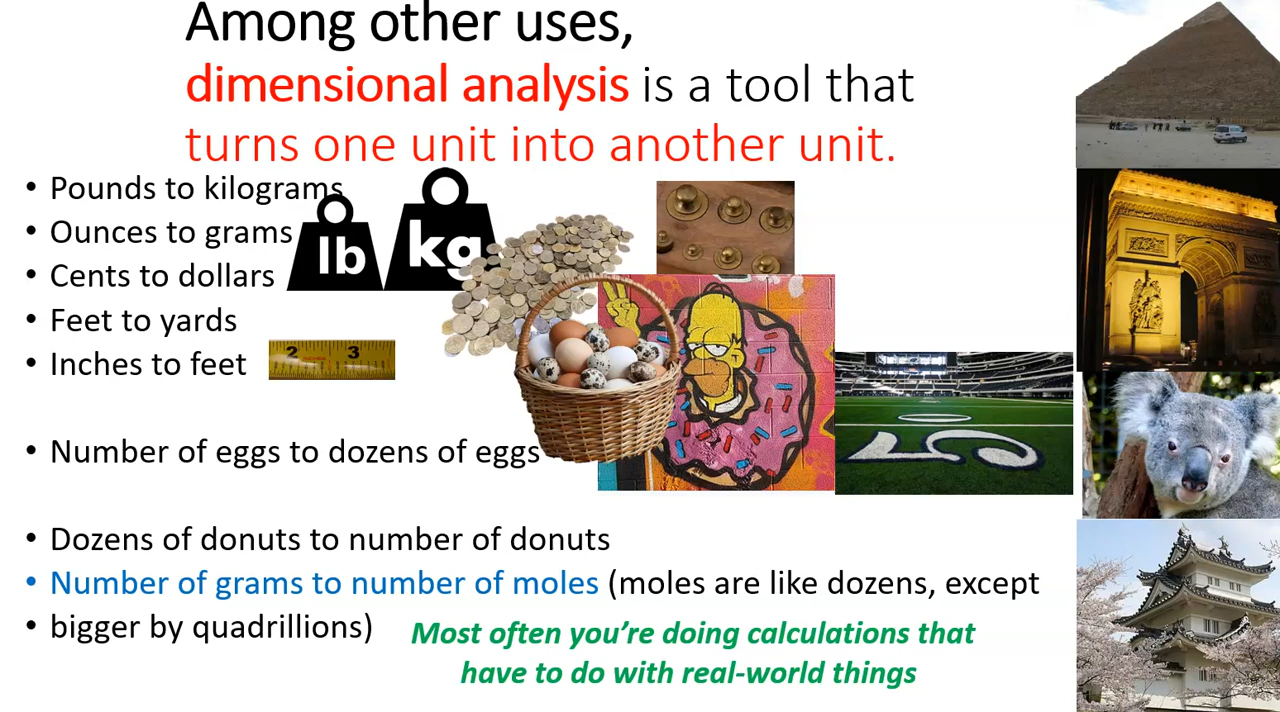 Among other uses,
dimensional analysis is a tool that
turns one unit into another unit.
• Pounds to kilograms
• Ounces to grams
• Cents to dollars
• Feet to yards
• Inches to feet
lb
kg
2 3
5
• Number of eggs to dozens of eggs
• Dozens of donuts to number of donuts
• Number of grams to number of moles (moles are like dozens, except
• bigger by quadrillions)
Most often you’re doing calculations that
have to do with real-world things